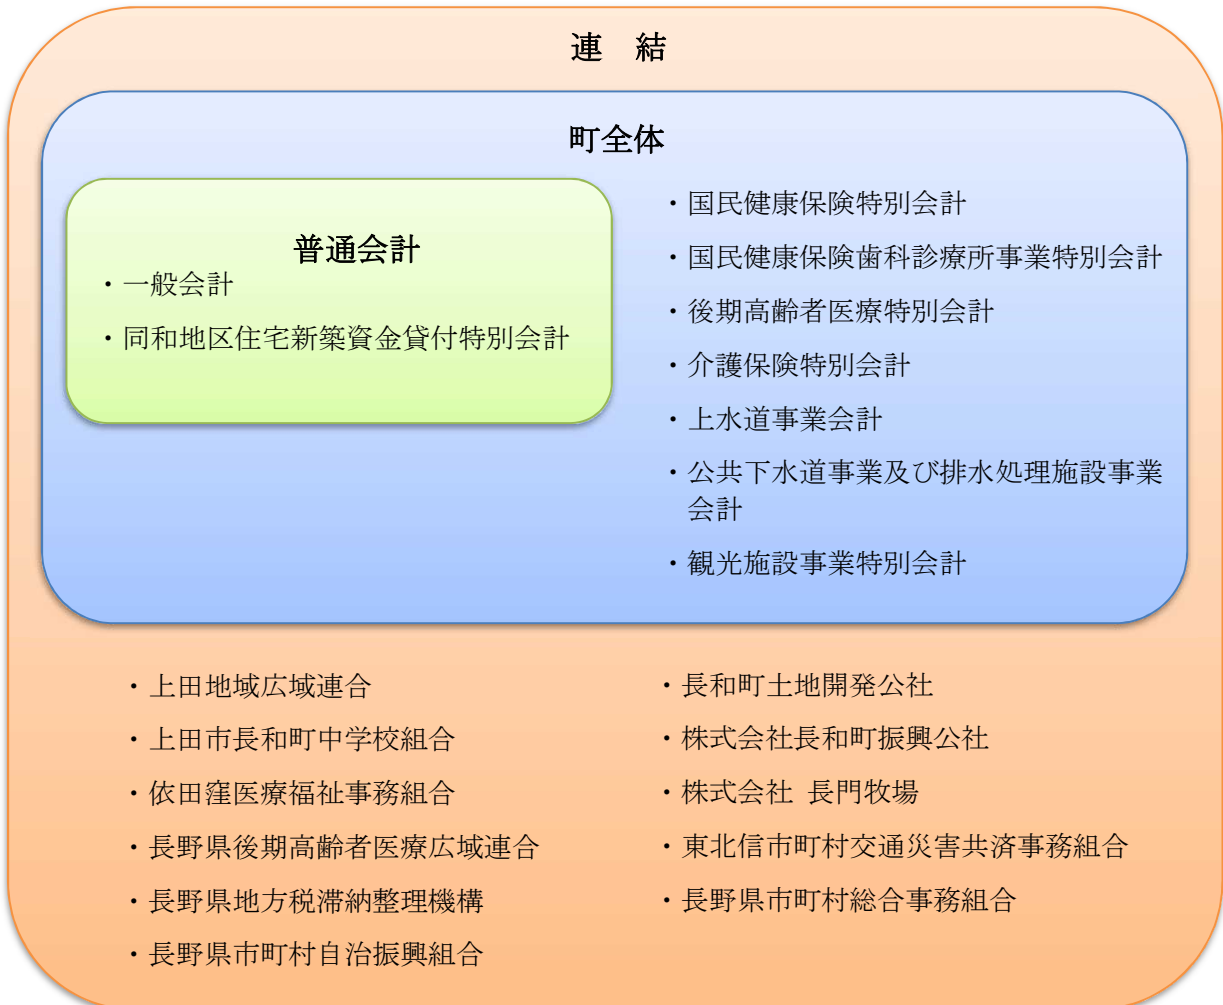 連　結
町全体
普通会計
・一般会計
・同和地区住宅新築資金貸付特別会計
・国民健康保険特別会計
・国民健康保険歯科診療所事業特別会計
・後期高齢者医療特別会計
・介護保険特別会計
・上水道事業会計
・公共下水道事業及び排水処理施設事業
会計
・観光施設事業特別会計
・上田地域広域連合
・上田市長和町中学校組合
・依田窪医療福祉事務組合
・長野県後期高齢者医療広域連合
・長野県地方税滞納整理機構
・長野県市町村自治振興組合
・長和町土地開発公社
・株式会社長和町振興公社
・株式会社 長門牧場
・東北信市町村交通災害共済事務組合
・長野県市町村総合事務組合